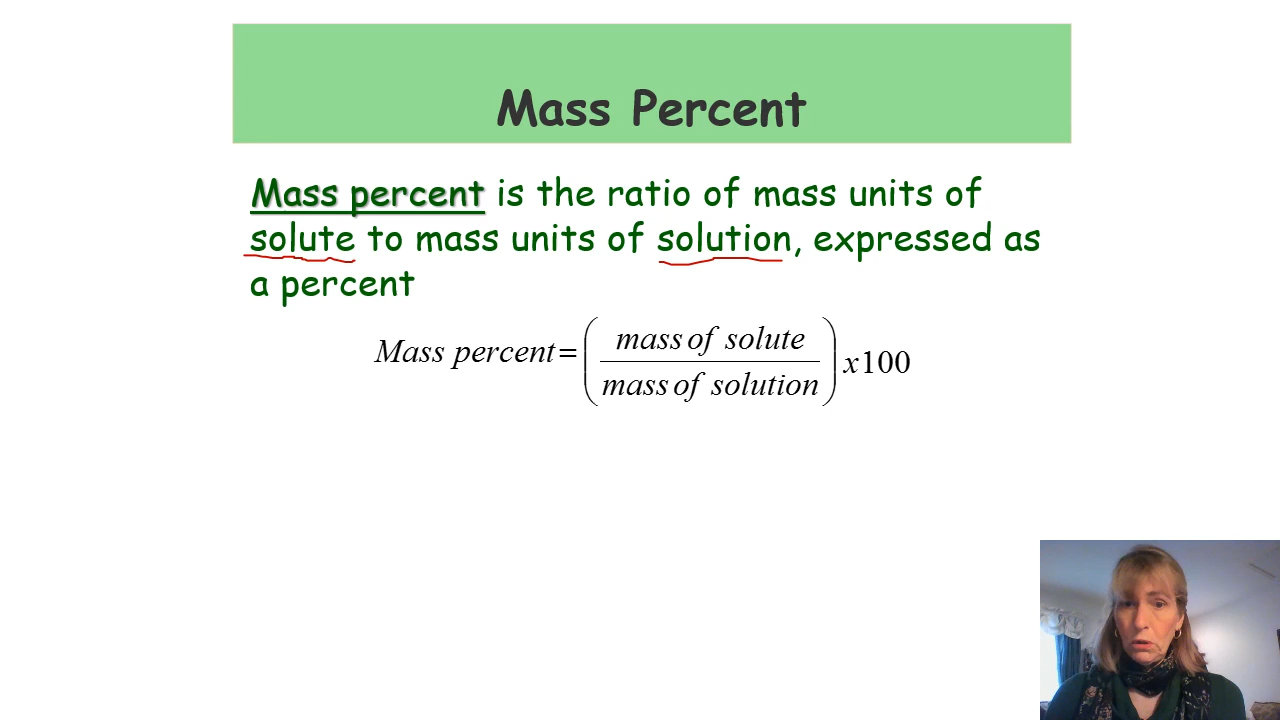 Mass Percent
Mass percent is the ratio of mass units of
solute to mass units of solution, expressed as
a percent
Mass percent = ( mass of solute / mass of solution ) x100